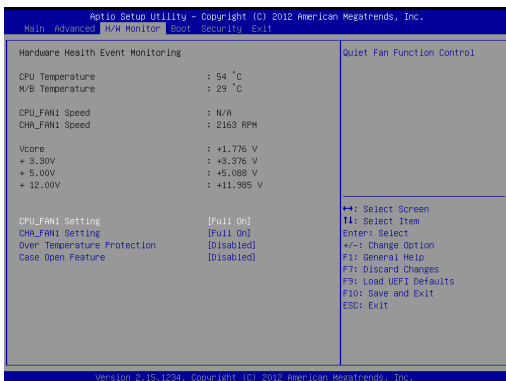 Aptio Setup Utility – Copyright (C) 2012 American Megatrends, Inc.
Main Advanced H/W Monitor Boot Security Exit
Hardware Health Event Monitoring
CPU Temperature : 54 °C
M/B Temperature : 29 °C
CPU_FAN1 Speed : N/A
CHA_FAN1 Speed : 2163 RPM
Vcore : +1.776 V
+ 3.30V : +3.376 V
+ 5.00V : +5.088 V
+ 12.00V : +11.985 V
CPU_FAN1 Setting [Full On]
CHA_FAN1 Setting [Full On]
Over Temperature Protection [Disabled]
Case Open Feature [Disabled]
Quiet Fan Function Control
↔: Select Screen
↑↓: Select Item
Enter: Select
+/-: Change Option
F1: General Help
F7: Discard Changes
F9: Load UEFI Defaults
F10: Save and Exit
ESC: Exit
Version 2.15.1234. Copyright (C) 2012 American Megatrends, Inc.